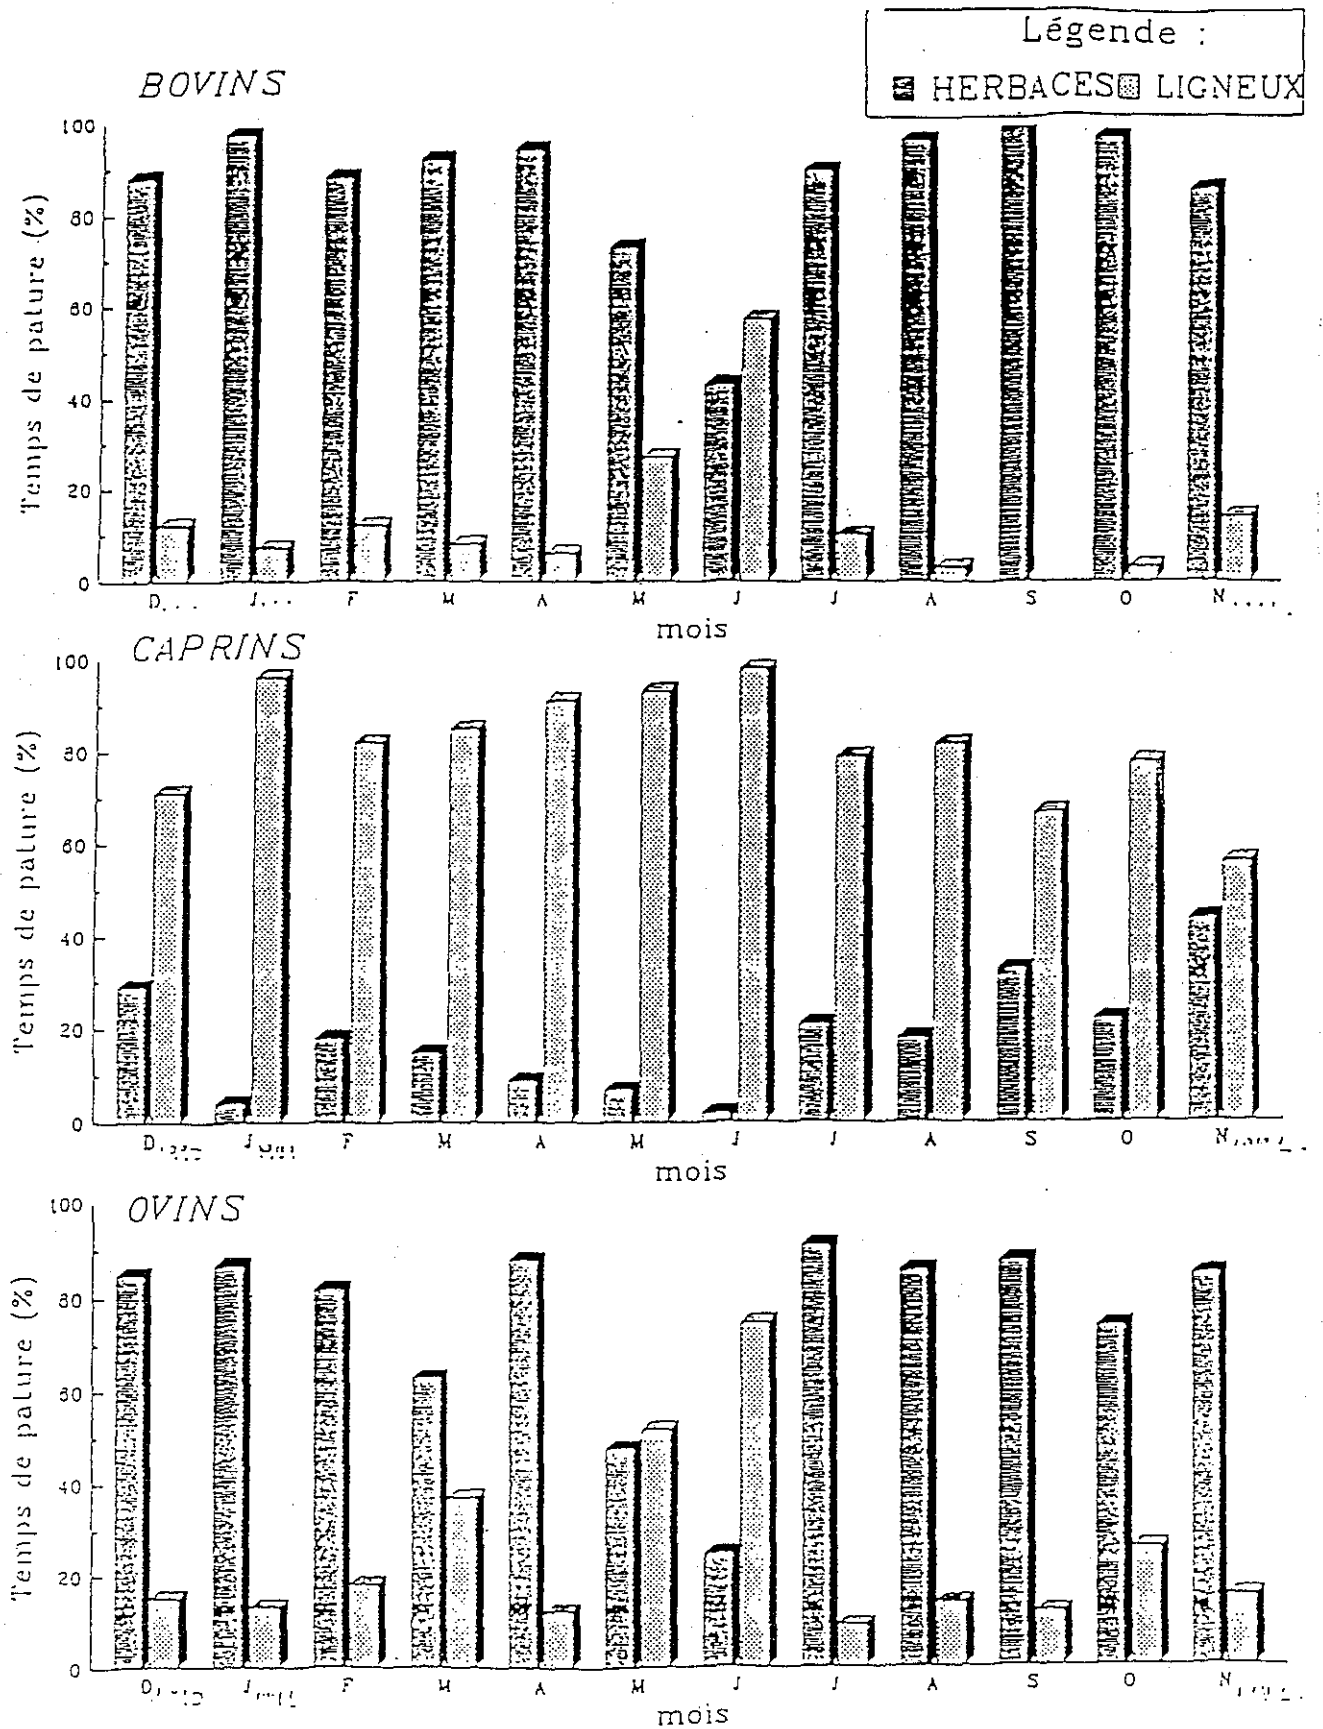 Légende :
HERBACES LIGNEUX
BOVINS
Temps de pature (%)
100
80
60
40
20
0
D.... J... F M A M J J A S O N.....
mois
CAPRINS
Temps de pature (%)
100
80
60
40
20
0
D J F M A M J J A S O N
mois
OVINS
Temps de pature (%)
100
80
60
40
20
0
D J F M A M J J A S O N
mois